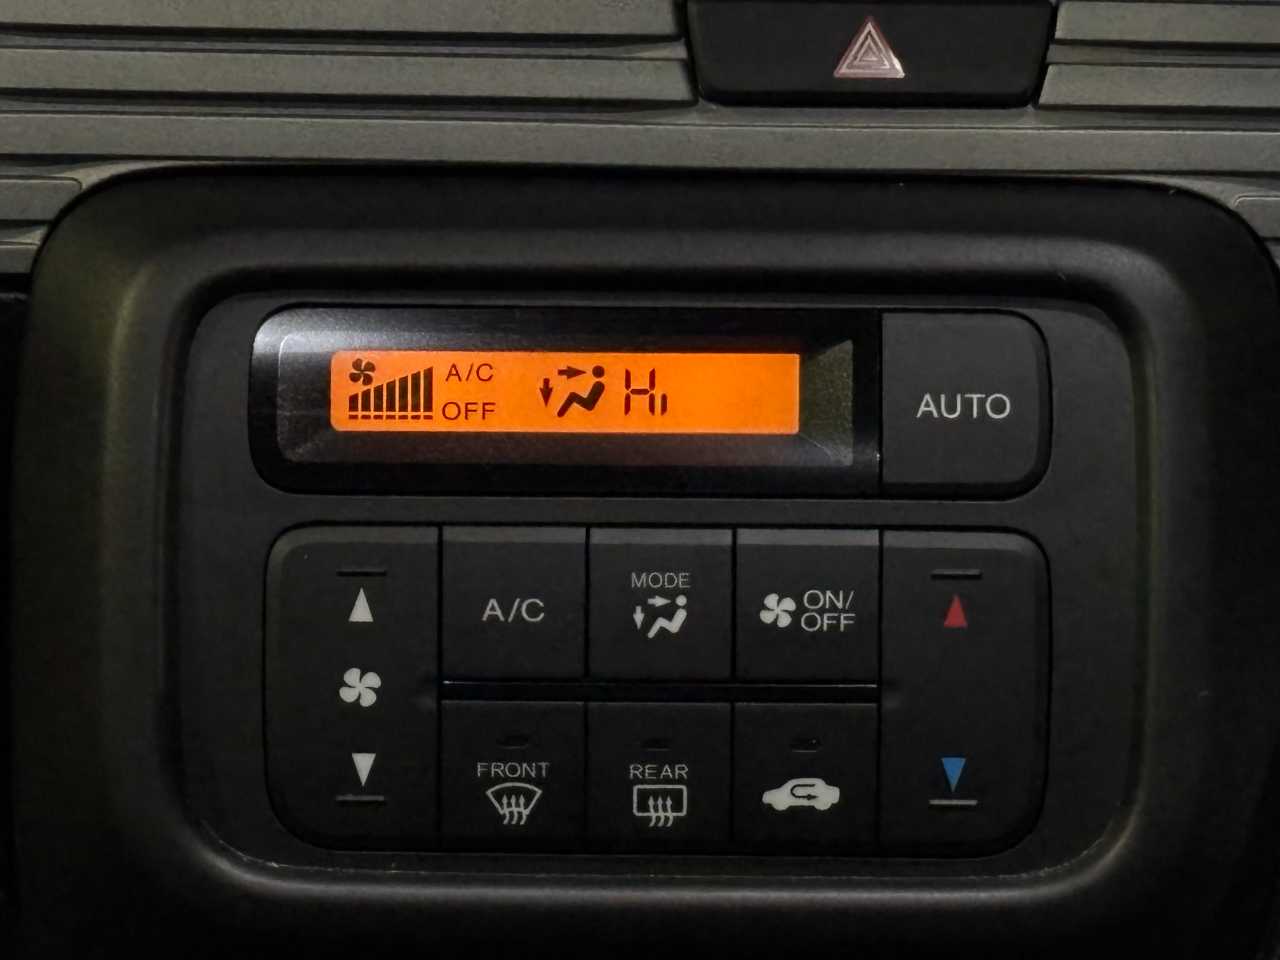 A/C
OFF
Hi
AUTO
A/C
MODE
ON/
OFF
FRONT
REAR